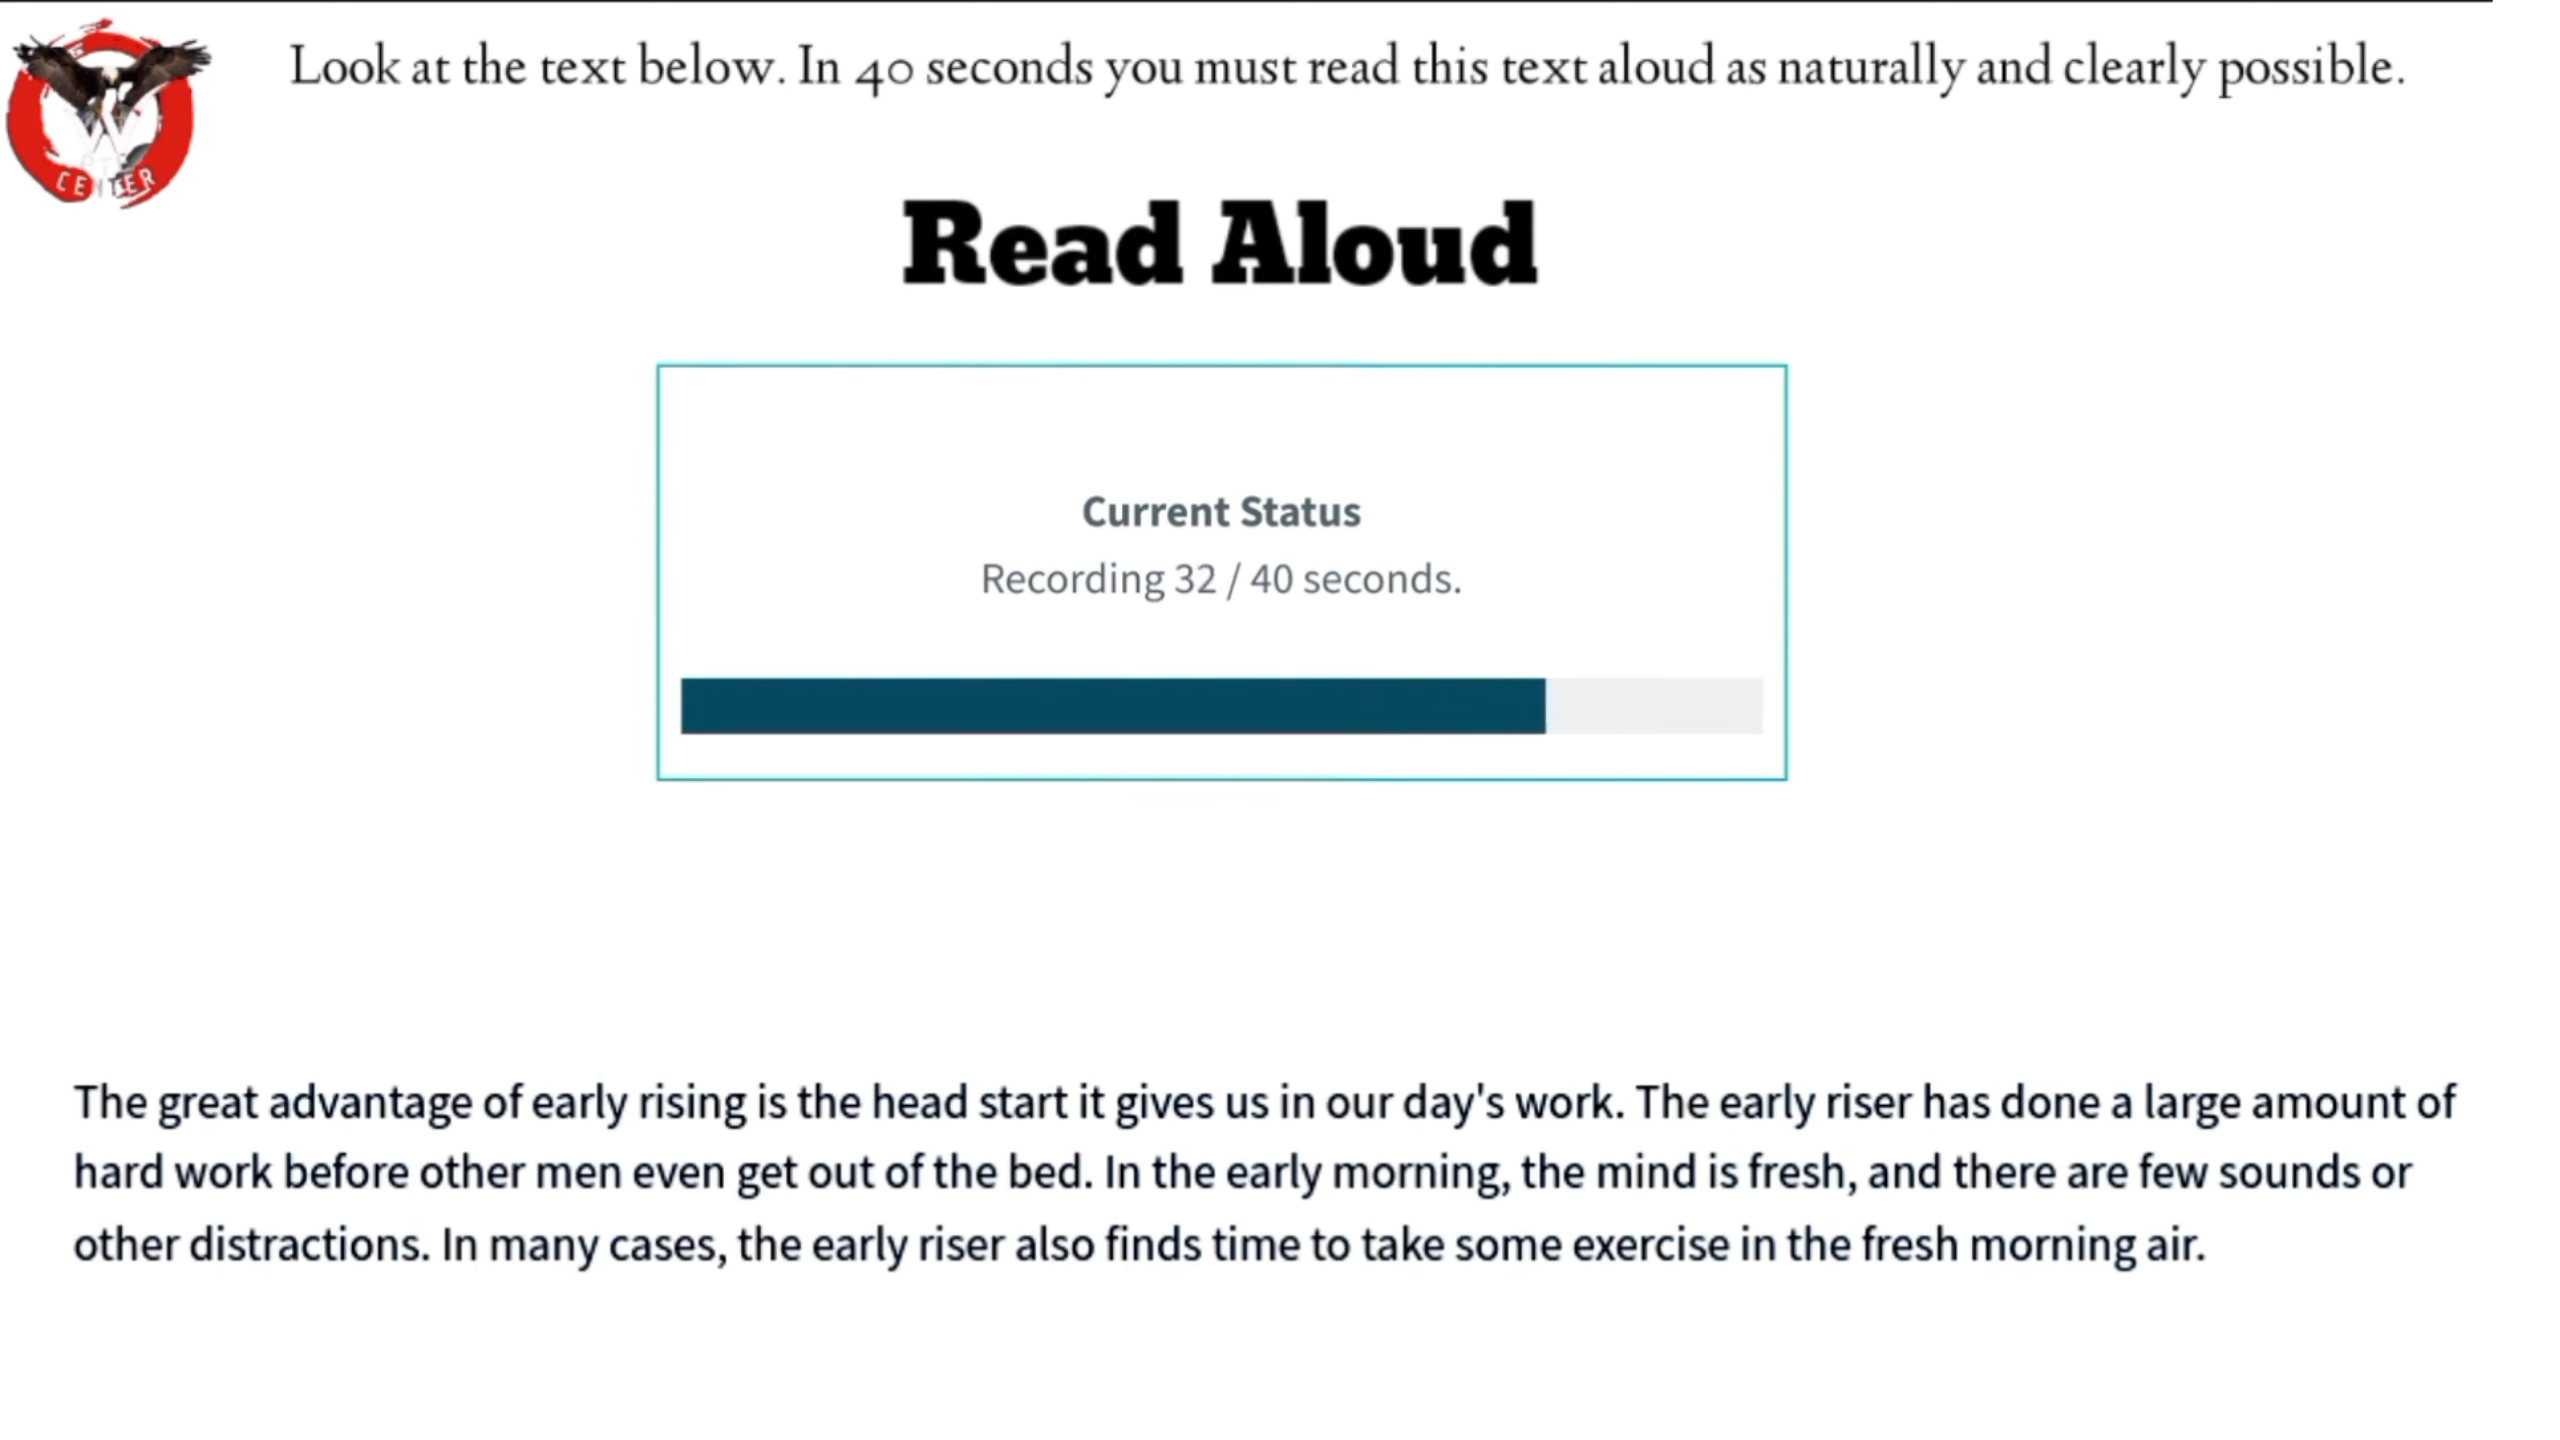 Look at the text below. In 40 seconds you must read this text aloud as naturally and clearly possible.
CENTER
Read Aloud
Current Status
Recording 32 / 40 seconds.
The great advantage of early rising is the head start it gives us in our day's work. The early riser has done a large amount of
hard work before other men even get out of the bed. In the early morning, the mind is fresh, and there are few sounds or
other distractions. In many cases, the early riser also finds time to take some exercise in the fresh morning air.